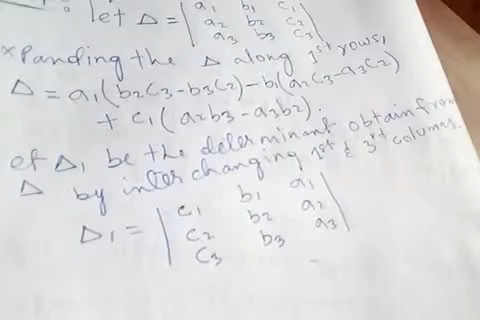 let Δ = | a1 b1 c1 |
| a2 b2 c2 |
| a3 b3 c3 |
xpanding the Δ along 1st rows,
Δ = a1(b2c3-b3c2)-b1(a2c3-a3c2)
+ c1(a2b3-a3b2).
et Δ1 be the determinant obtain from
Δ by interchanging 1st & 3rd columns.
Δ1 = | c1 b1 a1 |
| c2 b2 a2 |
| c3 b3 a3 |